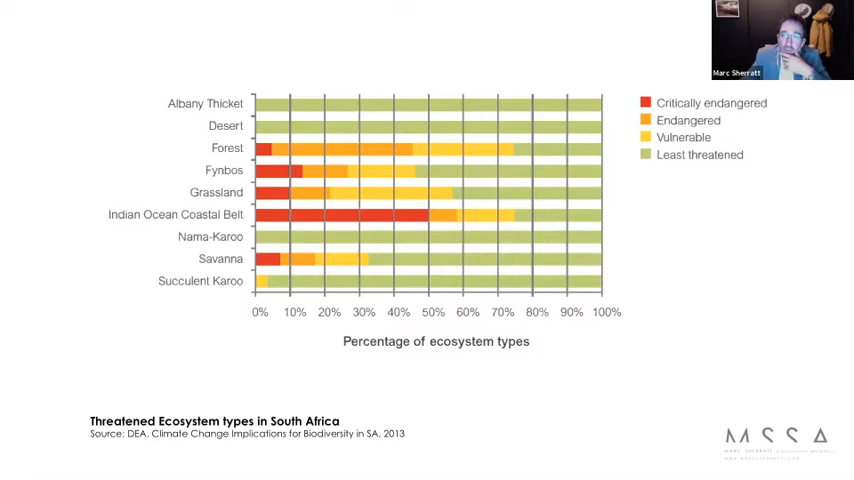 Marc Sherratt
Albany Thicket
Desert
Forest
Fynbos
Grassland
Indian Ocean Coastal Belt
Nama-Karoo
Savanna
Succulent Karoo
0% 10% 20% 30% 40% 50% 60% 70% 80% 90% 100%
Percentage of ecosystem types
Critically endangered
Endangered
Vulnerable
Least threatened
Threatened Ecosystem types in South Africa
Source: DEA, Climate Change Implications for Biodiversity in SA, 2013
MSSA